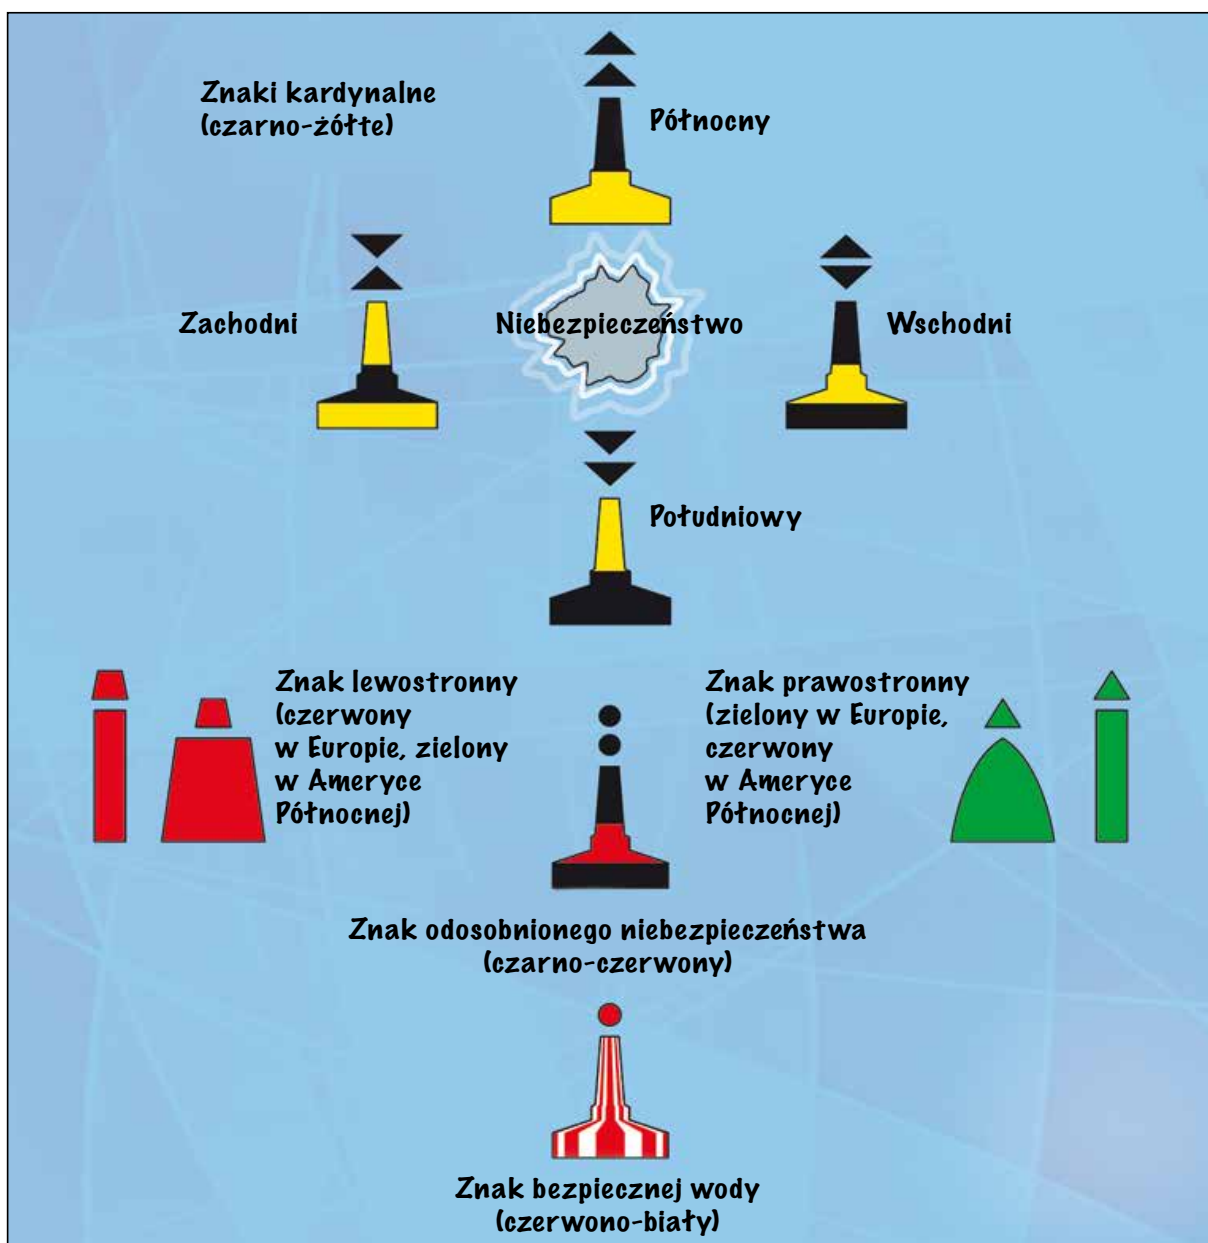 Znaki kardynalne
(czarno-żółte)
Północny
Zachodni
Niebezpieczeństwo
Wschodni
Południowy
Znak lewostronny
(czerwony
w Europie, zielony
w Ameryce
Północnej)
Znak prawostronny
(zielony w Europie,
czerwony
w Ameryce
Północnej)
Znak odosobnionego niebezpieczeństwa
(czarno-czerwony)
Znak bezpiecznej wody
(czerwono-biały)